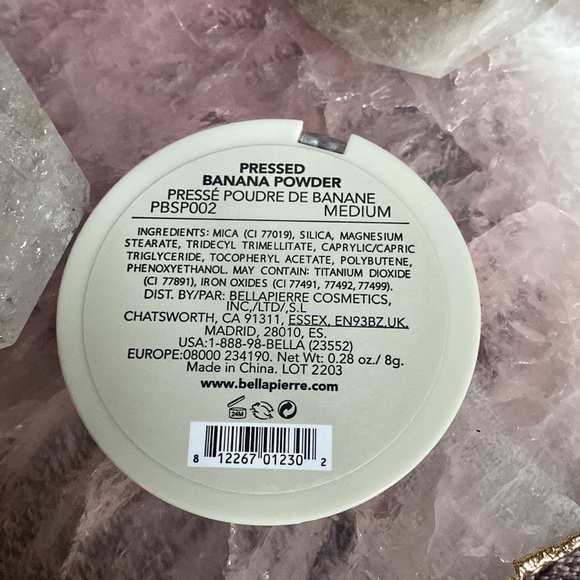 PRESSED
BANANA POWDER
PRESSÉ POUDRE DE BANANE
PBSP002 MEDIUM
INGREDIENTS: MICA (CI 77019), SILICA, MAGNESIUM
STEARATE, TRIDECYL TRIMELLITATE, CAPRYLIC/CAPRIC
TRIGLYCERIDE, TOCOPHERYL ACETATE, POLYBUTENE,
PHENOXYETHANOL. MAY CONTAIN: TITANIUM DIOXIDE
(CI 77891), IRON OXIDES (CI 77491, 77492, 77499).
DIST. BY/PAR: BELLAPIERRE COSMETICS,
INC,/LTD/,S.L
CHATSWORTH, CA 91311, ESSEX, EN93BZ,UK,
MADRID, 28010, ES.
USA:1-888-98-BELLA (23552)
EUROPE:08000 234190. Net Wt: 0.28 oz./ 8g.
Made in China. LOT 2203
www.bellapierre.com
24M
8 12267 01230 2